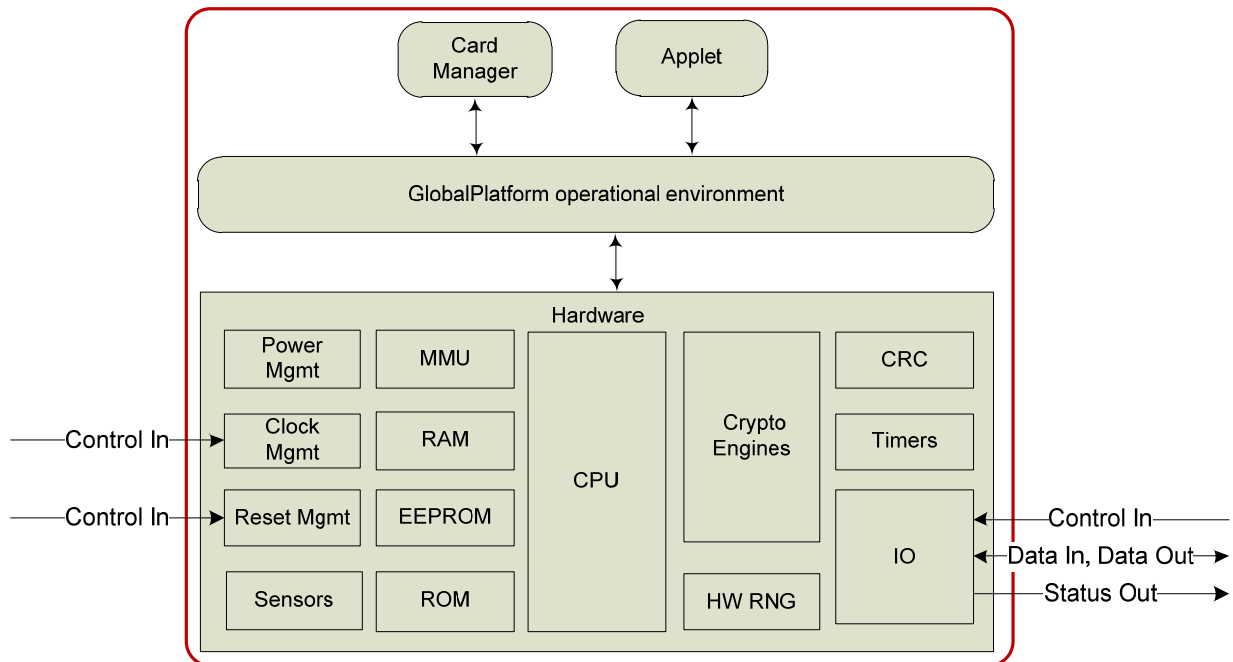 Card
Manager
Applet
GlobalPlatform operational environment
Hardware
Power
Mgmt
MMU
CPU
Crypto
Engines
CRC
Control In
Clock
Mgmt
RAM
Timers
Control In
Reset Mgmt
EEPROM
IO
Control In
Data In, Data Out
Status Out
Sensors
ROM
HW RNG